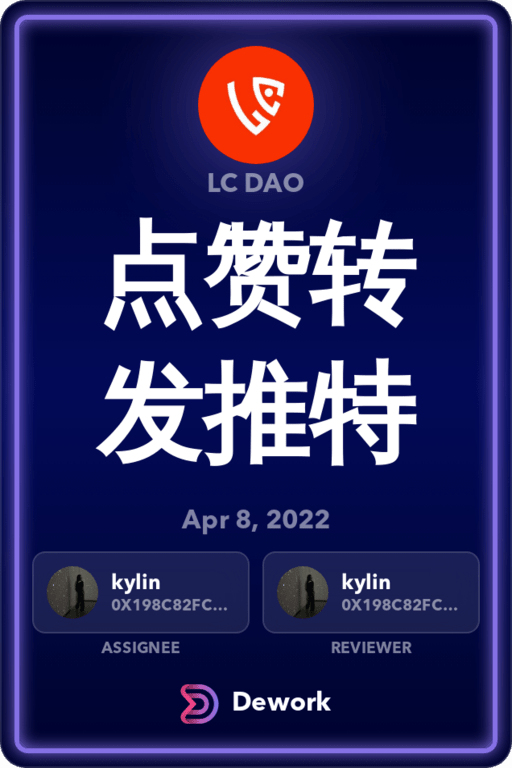 LC DAO
点赞转
发推特
Apr 8, 2022
kylin
0X198C82FC...
kylin
0X198C82FC...
ASSIGNEE
REVIEWER
Dework